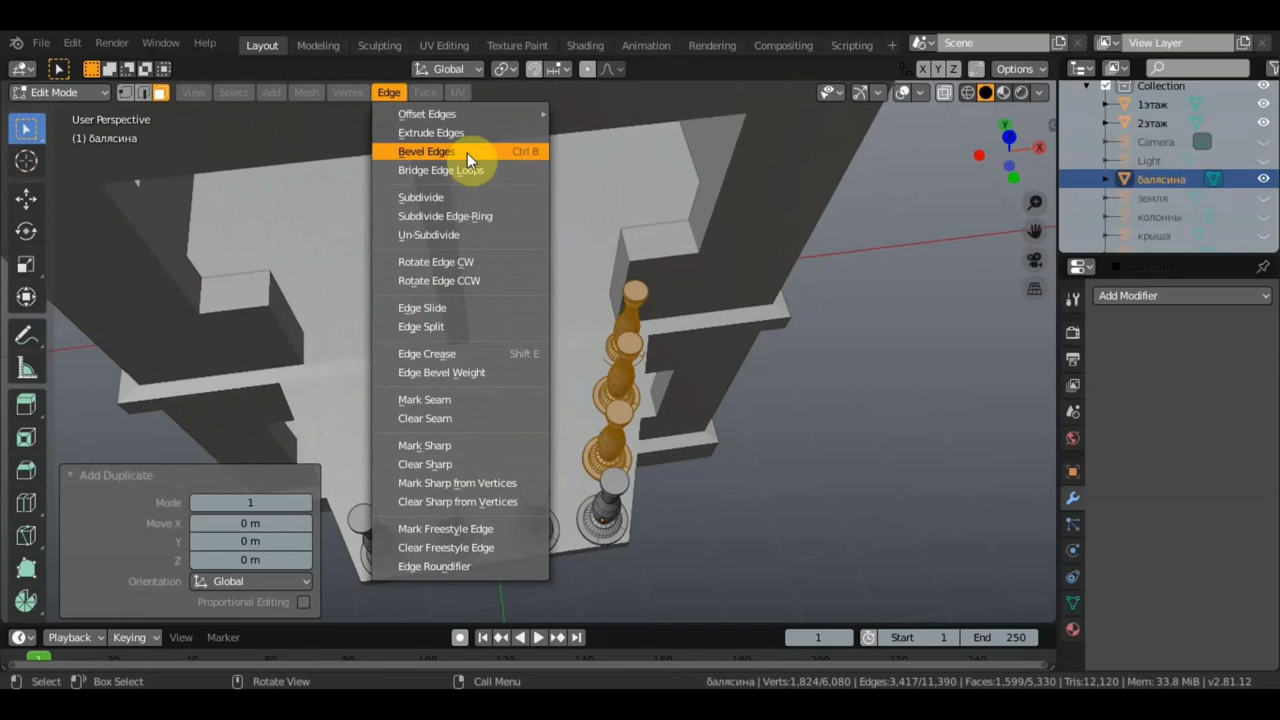 File Edit Render Window Help Layout Modeling Sculpting UV Editing Texture Paint Shading Animation Rendering Compositing Scripting + Scene View Layer
Global X Y Z Options
Edit Mode View Select Add Mesh Vertex Edge Face UV
User Perspective
(1) балясина
Offset Edges
Extrude Edges
Bevel Edges Ctrl B
Bridge Edge Loops
Subdivide
Subdivide Edge-Ring
Un-Subdivide
Rotate Edge CW
Rotate Edge CCW
Edge Slide
Edge Split
Edge Crease Shift E
Edge Bevel Weight
Mark Seam
Clear Seam
Mark Sharp
Clear Sharp
Mark Sharp from Vertices
Clear Sharp from Vertices
Mark Freestyle Edge
Clear Freestyle Edge
Edge Roundifier
Y
X
Collection
1этаж
2этаж
Camera
Light
балясина
земля
колонны
крыша
Add Modifier
Add Duplicate
Mode 1
Move X 0 m
Y 0 m
Z 0 m
Orientation Global
Proportional Editing
Playback Keying View Marker 1 Start 1 End 250
1
Select Box Select Rotate View Call Menu балясина | Verts:1,824/6,080 | Edges:3,417/11,390 | Faces:1,599/5,330 | Tris:12,120 | Mem: 33.8 MiB | v2.81.12